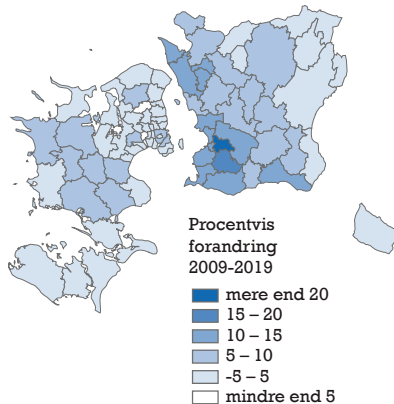 Procentvis
forandring
2009-2019
mere end 20
15 – 20
10 – 15
5 – 10
-5 – 5
mindre end 5